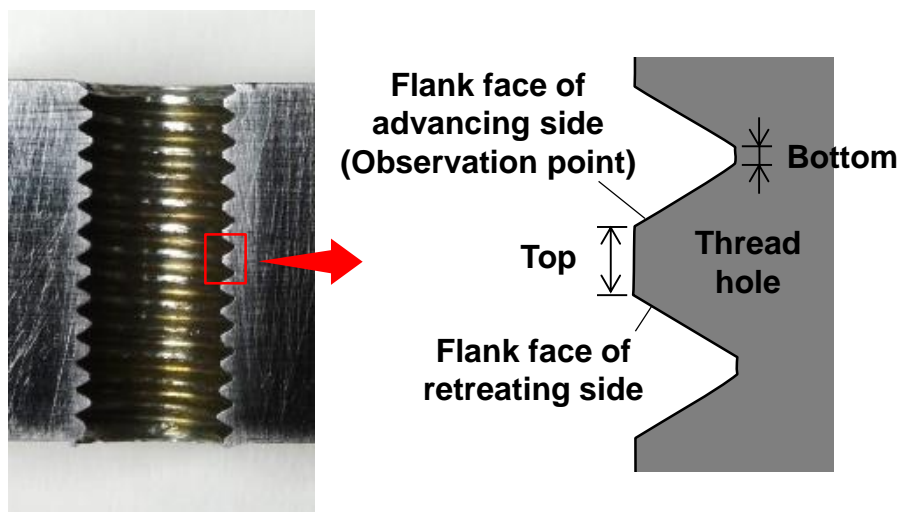 Flank face of
advancing side
(Observation point)
Bottom
Top
Thread
hole
Flank face of
retreating side